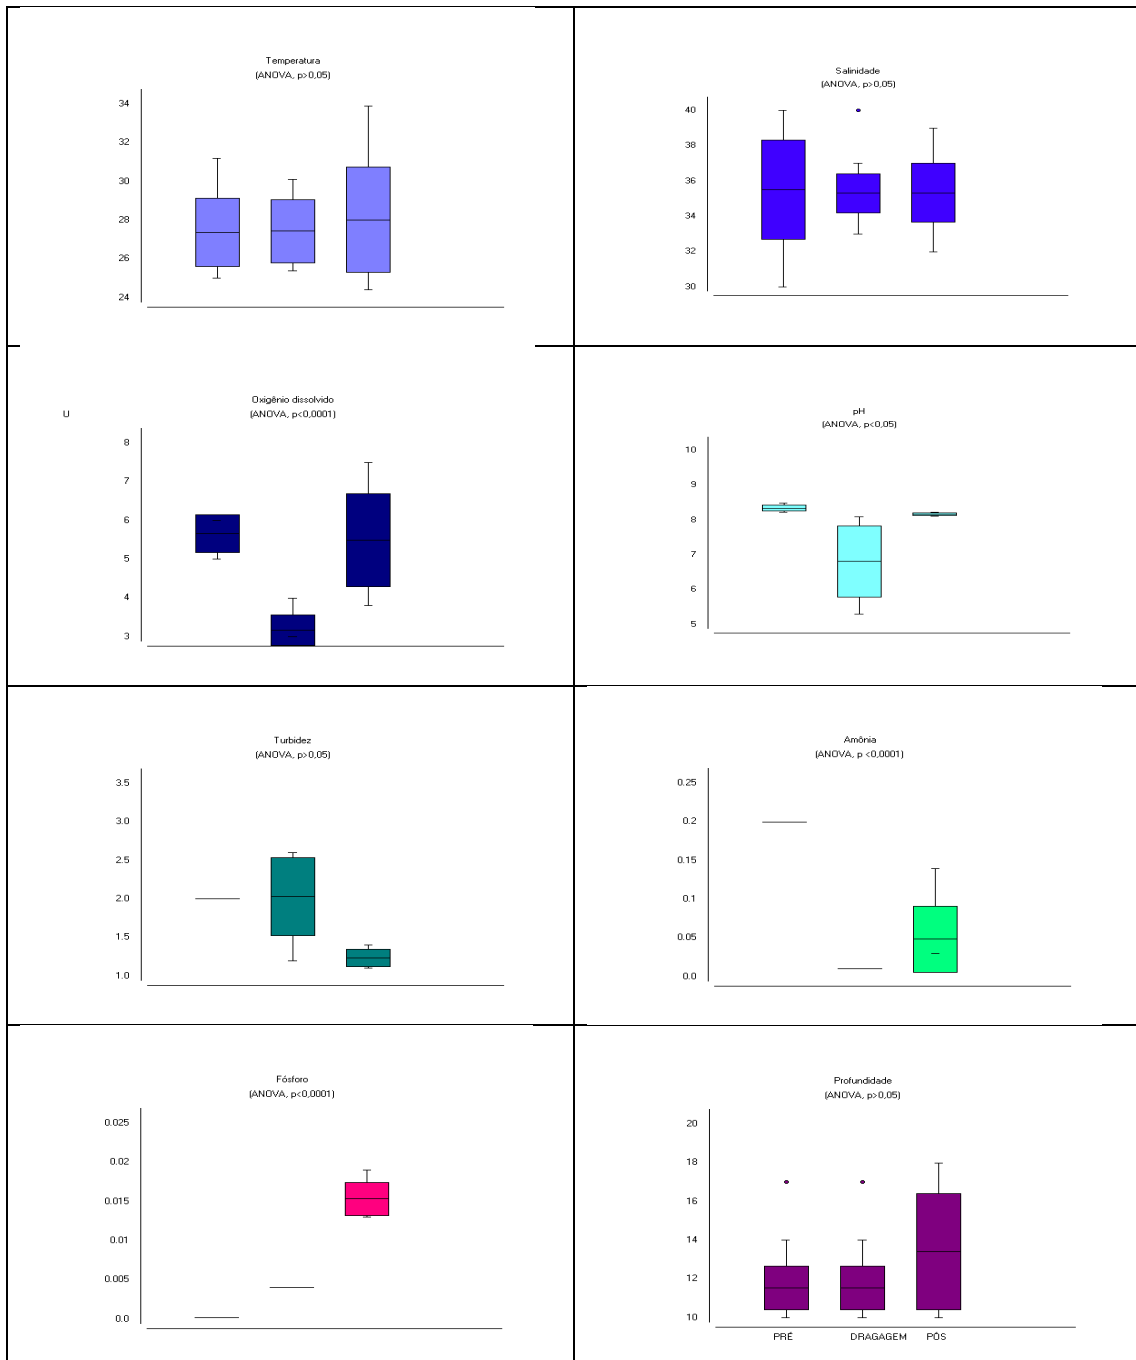 Temperatura
(ANOVA, p>0,05)
34
32
30
28
26
24
Salinidade
(ANOVA, p>0,05)
40
38
36
34
32
30
U
Oxigênio dissolvido
(ANOVA, p<0,0001)
8
7
6
5
4
3
pH
(ANOVA, p<0,05)
10
9
8
7
6
5
Turbidez
(ANOVA, p>0,05)
3.5
3.0
2.5
2.0
1.5
1.0
Amônia
(ANOVA, p <0,0001)
0.25
0.2
0.15
0.1
0.05
0.0
Fósforo
(ANOVA, p<0,0001)
0.025
0.02
0.015
0.01
0.005
0.0
Profundidade
(ANOVA, p>0,05)
20
18
16
14
12
10
PRÉ DRAGAGEM PÓS